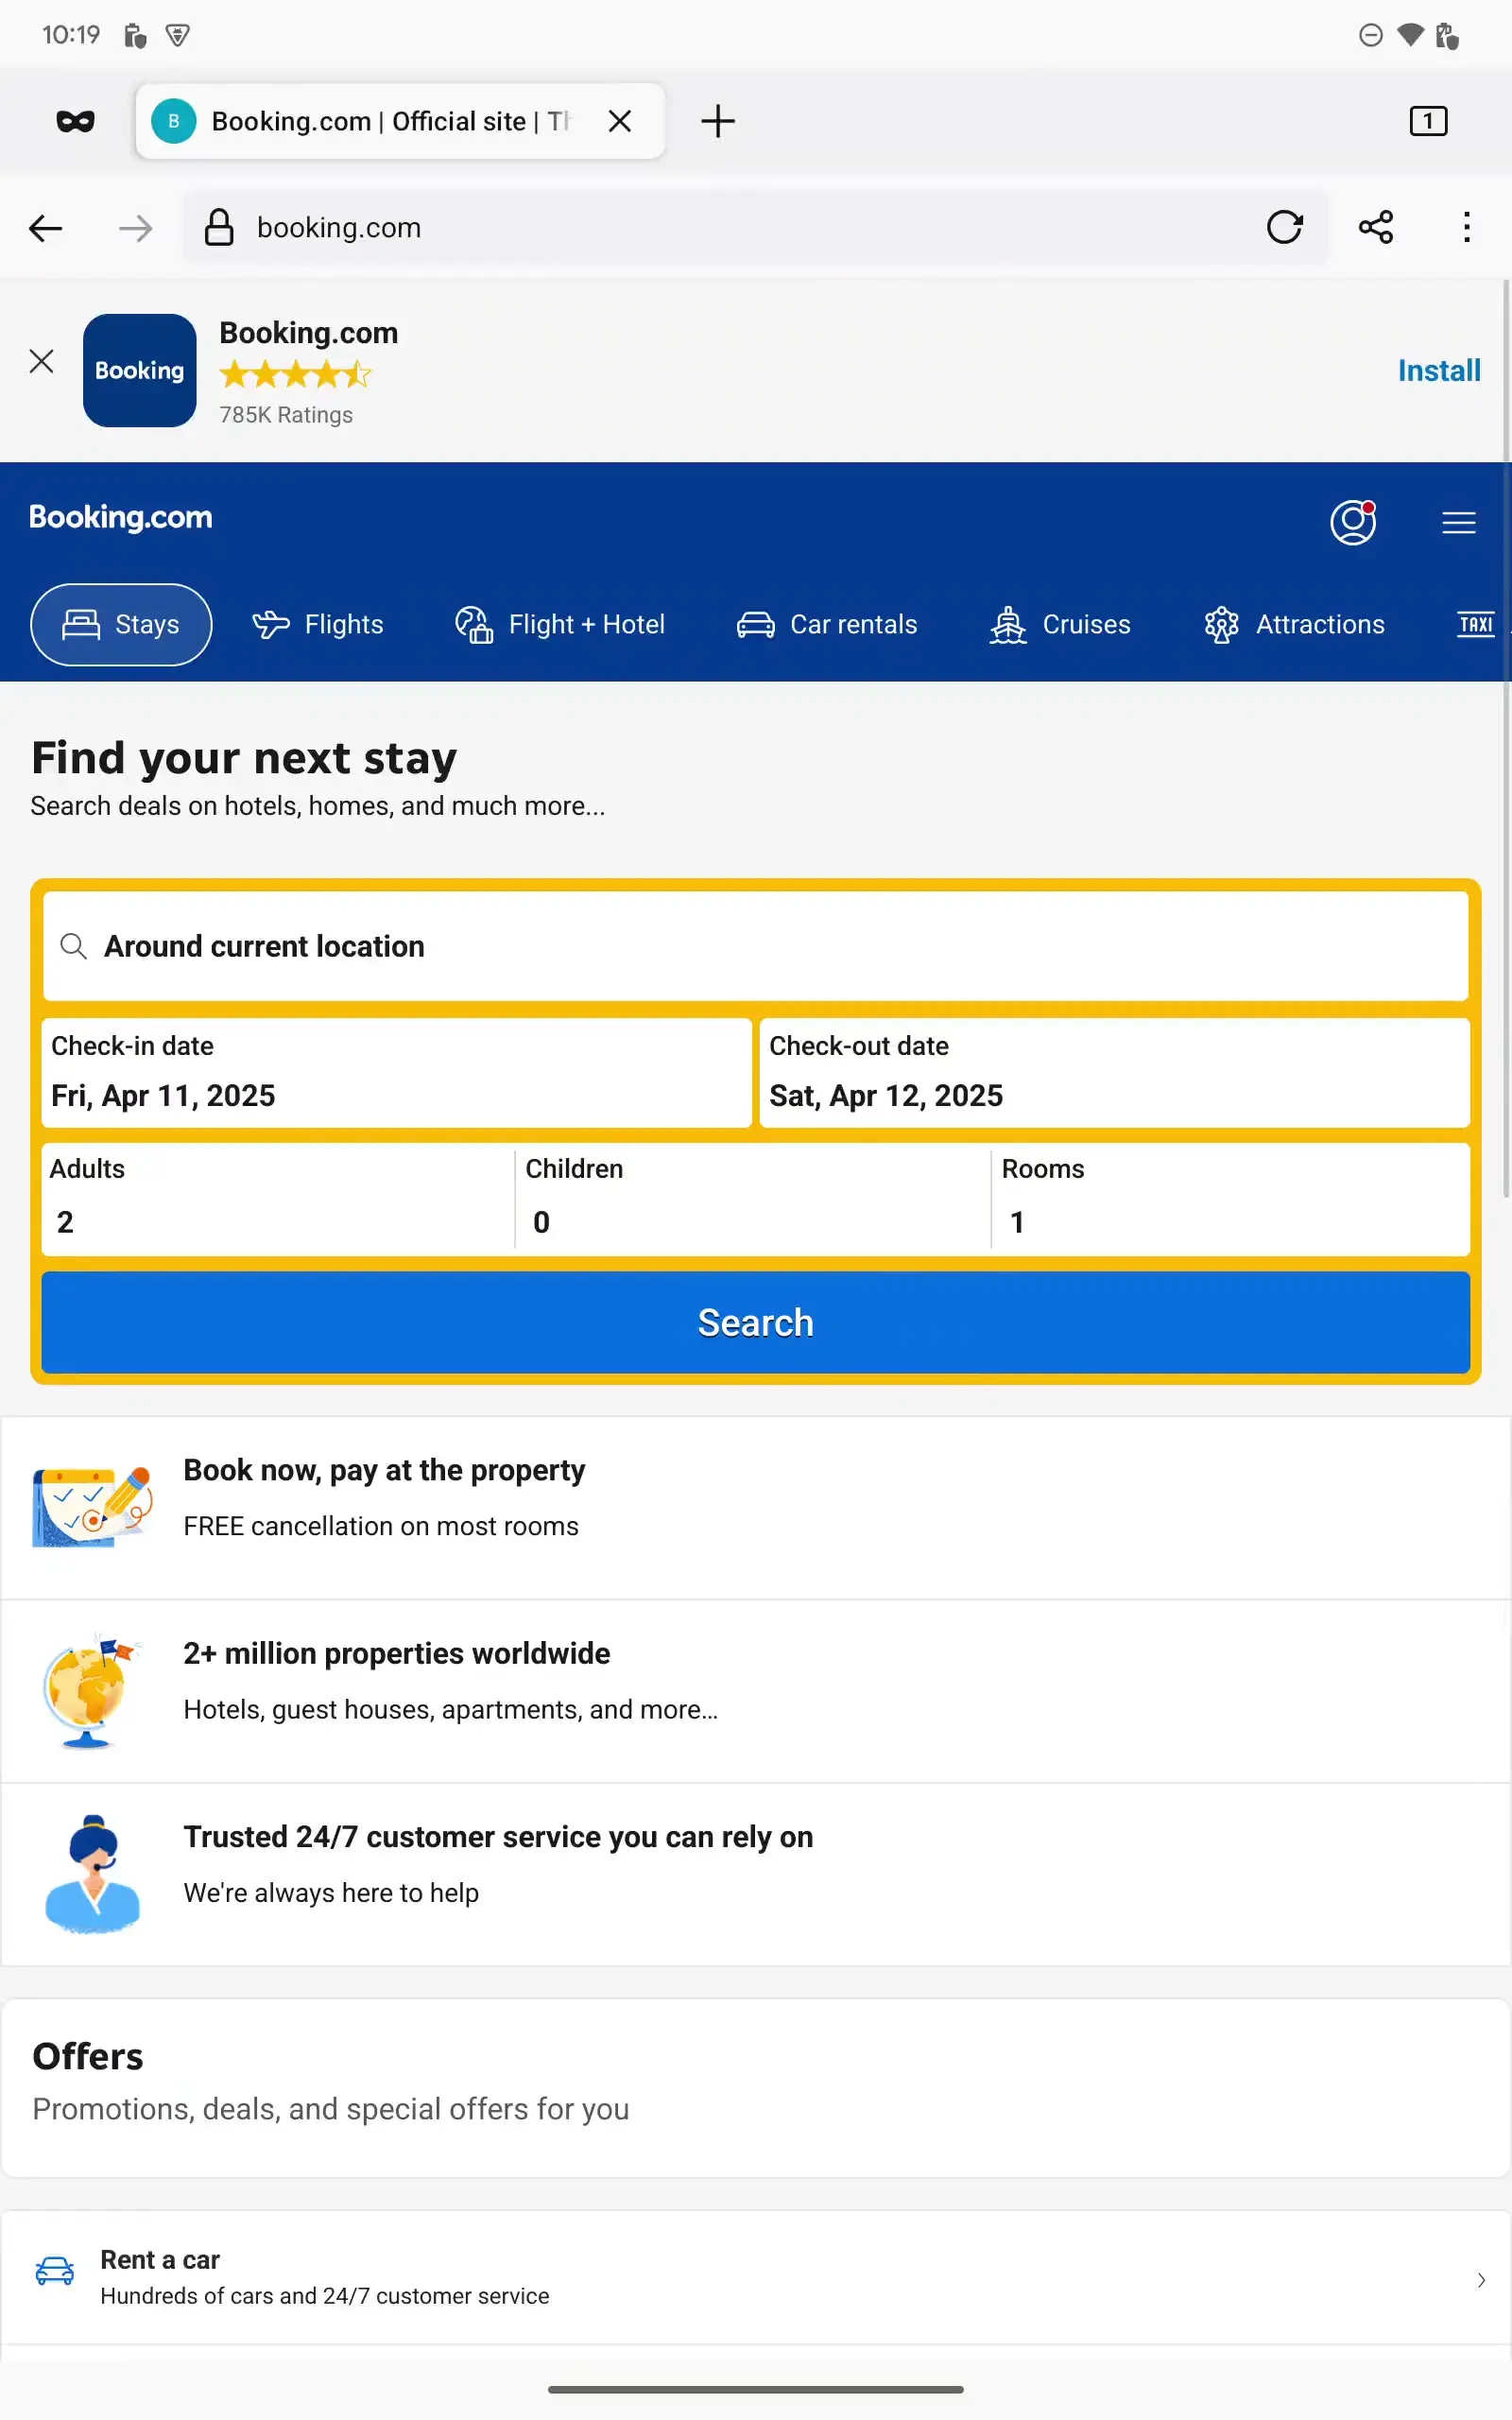 10:19
B
Booking.com | Official site | Th
1
booking.com
Booking
Booking.com
785K Ratings
Install
Booking.com
Stays
Flights
Flight + Hotel
Car rentals
Cruises
Attractions
TAXI
Find your next stay
Search deals on hotels, homes, and much more...
Around current location
Check-in date
Fri, Apr 11, 2025
Check-out date
Sat, Apr 12, 2025
Adults
2
Children
0
Rooms
1
Search
Book now, pay at the property
FREE cancellation on most rooms
2+ million properties worldwide
Hotels, guest houses, apartments, and more…
Trusted 24/7 customer service you can rely on
We're always here to help
Offers
Promotions, deals, and special offers for you
Rent a car
Hundreds of cars and 24/7 customer service